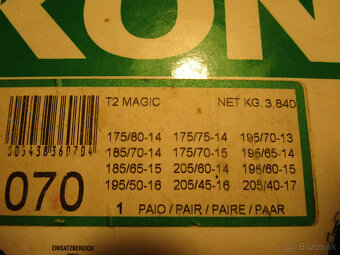 KON
T2 MAGIC NET KG. 3,840
175/80-14 175/75-14 195/70-13
185/70-14 175/70-15 195/65-14
185/65-15 205/60-14 195/60-15
195/50-16 205/45-16 205/40-17
005438360704
070
1 PAIO / PAIR / PAIRE / PAAR
EINSATZBEREICH
bazos.sk